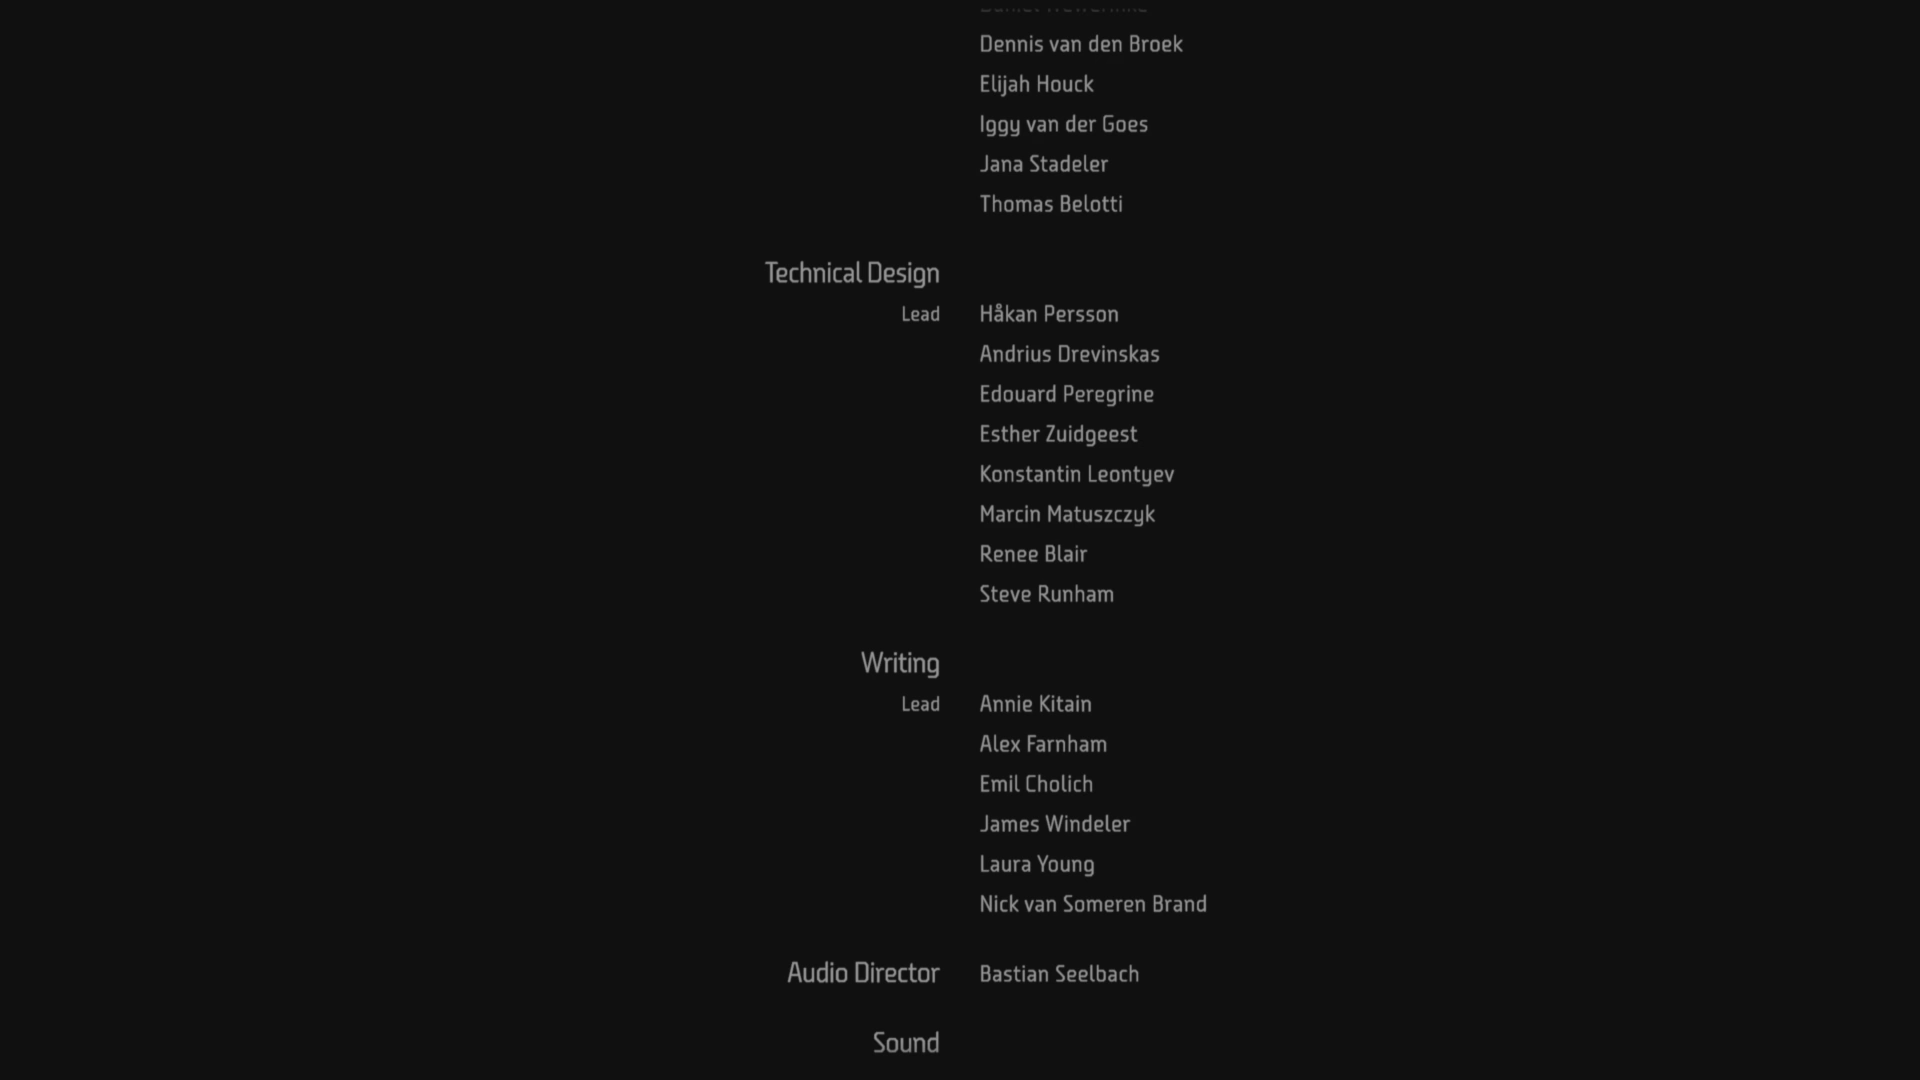 Dennis van den Broek
Elijah Houck
Iggy van der Goes
Jana Stadeler
Thomas Belotti
Technical Design
Lead Håkan Persson
Andrius Drevinskas
Edouard Peregrine
Esther Zuidgeest
Konstantin Leontyev
Marcin Matuszczyk
Renee Blair
Steve Runham
Writing
Lead Annie Kitain
Alex Farnham
Emil Cholich
James Windeler
Laura Young
Nick van Someren Brand
Audio Director Bastian Seelbach
Sound